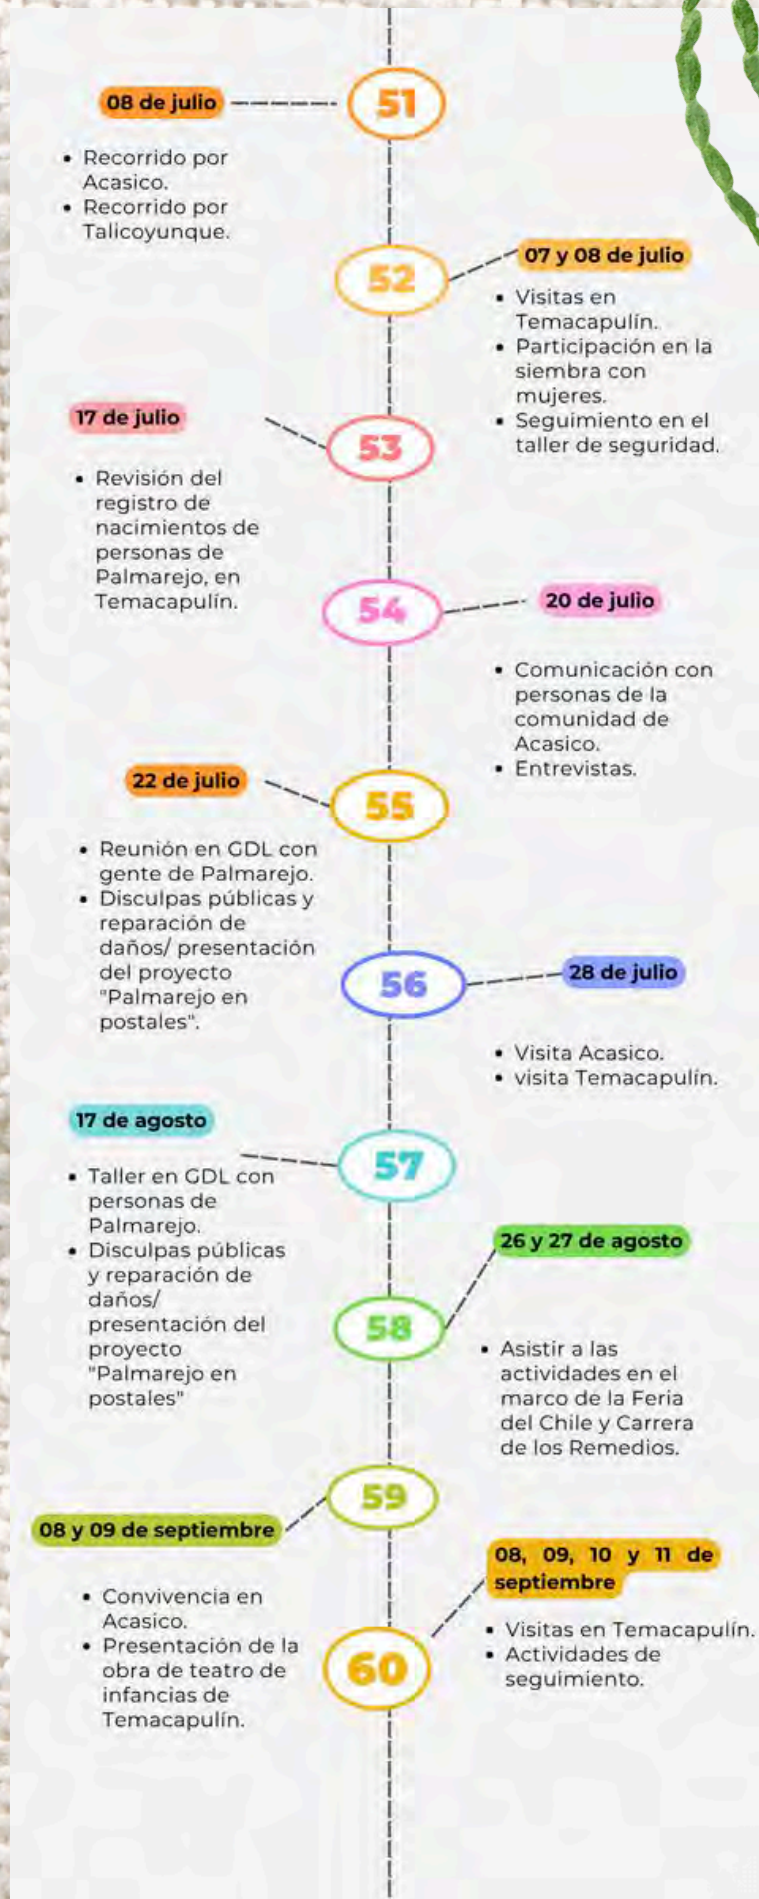 08 de julio
51
• Recorrido por
Acasico.
• Recorrido por
Talicoyunque.
52
07 y 08 de julio
• Visitas en
Temacapulín.
• Participación en la
siembra con
mujeres.
• Seguimiento en el
taller de seguridad.
17 de julio
53
• Revisión del
registro de
nacimientos de
personas de
Palmarejo, en
Temacapulín.
54
20 de julio
• Comunicación con
personas de la
comunidad de
Acasico.
• Entrevistas.
22 de julio
55
• Reunión en GDL con
gente de Palmarejo.
• Disculpas públicas y
reparación de
daños/ presentación
del proyecto
"Palmarejo en
postales".
56
28 de julio
• Visita Acasico.
• visita Temacapulín.
17 de agosto
57
• Taller en GDL con
personas de
Palmarejo.
• Disculpas públicas
y reparación de
daños/
presentación del
proyecto
"Palmarejo en
postales"
58
26 y 27 de agosto
• Asistir a las
actividades en el
marco de la Feria
del Chile y Carrera
de los Remedios.
59
08 y 09 de septiembre
• Convivencia en
Acasico.
• Presentación de la
obra de teatro de
infancias de
Temacapulín.
60
08, 09, 10 y 11 de
septiembre
• Visitas en Temacapulín.
• Actividades de
seguimiento.